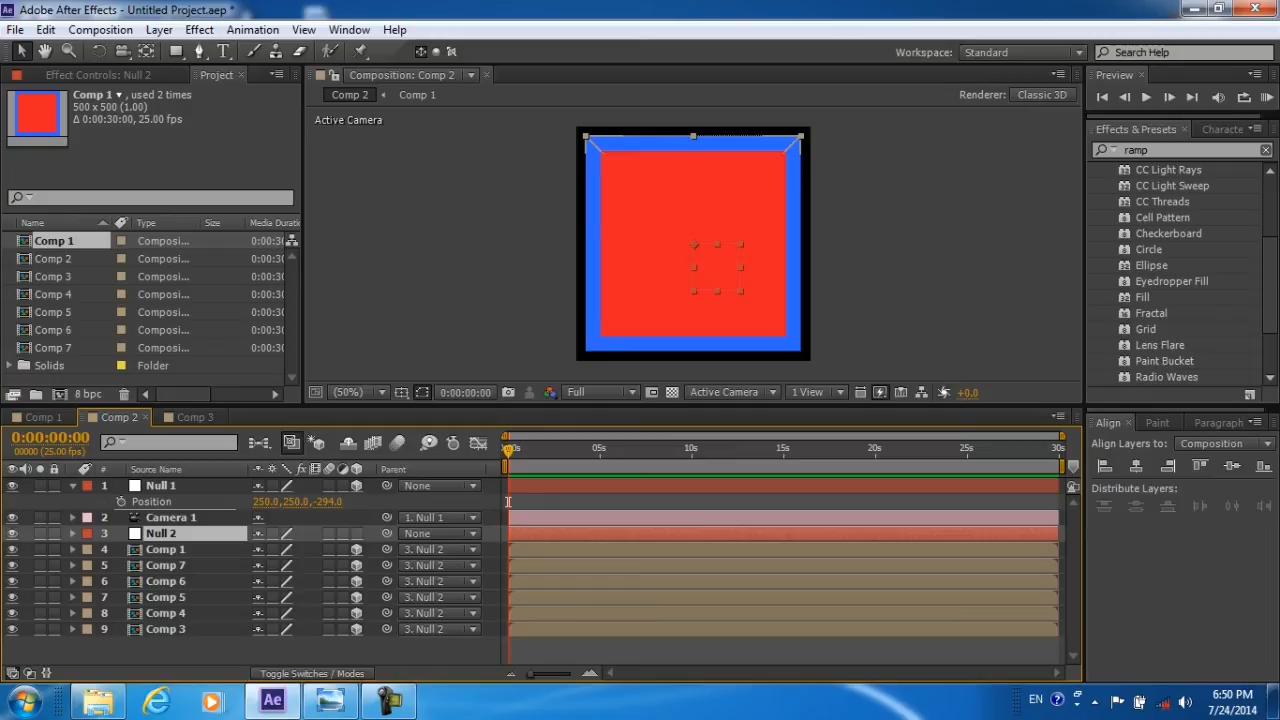 Adobe After Effects - Untitled Project.aep *
File Edit Composition Layer Effect Animation View Window Help
Workspace: Standard Search Help
Effect Controls: Null 2 Project
Composition: Comp 2
Preview
Comp 1 , used 2 times
500 x 500 (1.00)
Δ 0:00:30:00, 25.00 fps
Comp 2 Comp 1
Renderer: Classic 3D
Active Camera
Effects & Presets Characte
ramp
CC Light Rays
CC Light Sweep
CC Threads
Cell Pattern
Checkerboard
Circle
Ellipse
Eyedropper Fill
Fill
Fractal
Grid
Lens Flare
Paint Bucket
Radio Waves
Name Type Size Media Duratio
Comp 1 Composi... 0:00:30
Comp 2 Composi... 0:00:30
Comp 3 Composi... 0:00:30
Comp 4 Composi... 0:00:30
Comp 5 Composi... 0:00:30
Comp 6 Composi... 0:00:30
Comp 7 Composi... 0:00:30
Solids Folder
8 bpc
(50%) 0:00:00:00 Full Active Camera 1 View +0.0
Comp 1 Comp 2 Comp 3
0:00:00:00
00000 (25.00 fps)
:00s 05s 10s 15s 20s 25s 30s
# Source Name Parent
1 Null 1 None
Position 250.0,250.0,-294.0
2 Camera 1 1. Null 1
3 Null 2 None
4 Comp 1 3. Null 2
5 Comp 7 3. Null 2
6 Comp 6 3. Null 2
7 Comp 5 3. Null 2
8 Comp 4 3. Null 2
9 Comp 3 3. Null 2
Toggle Switches / Modes
Align Paint Paragraph
Align Layers to: Composition
Distribute Layers:
Ae
EN
6:50 PM
7/24/2014